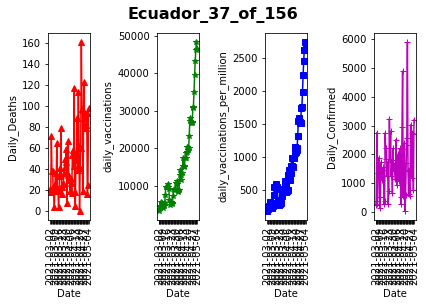 Ecuador_37_of_156
Daily_Deaths
160
140
120
100
80
60
40
20
0
Date
daily_vaccinations
50000
40000
30000
20000
10000
Date
daily_vaccinations_per_million
2500
2000
1500
1000
500
Date
Daily_Confirmed
6000
5000
4000
3000
2000
1000
0
Date